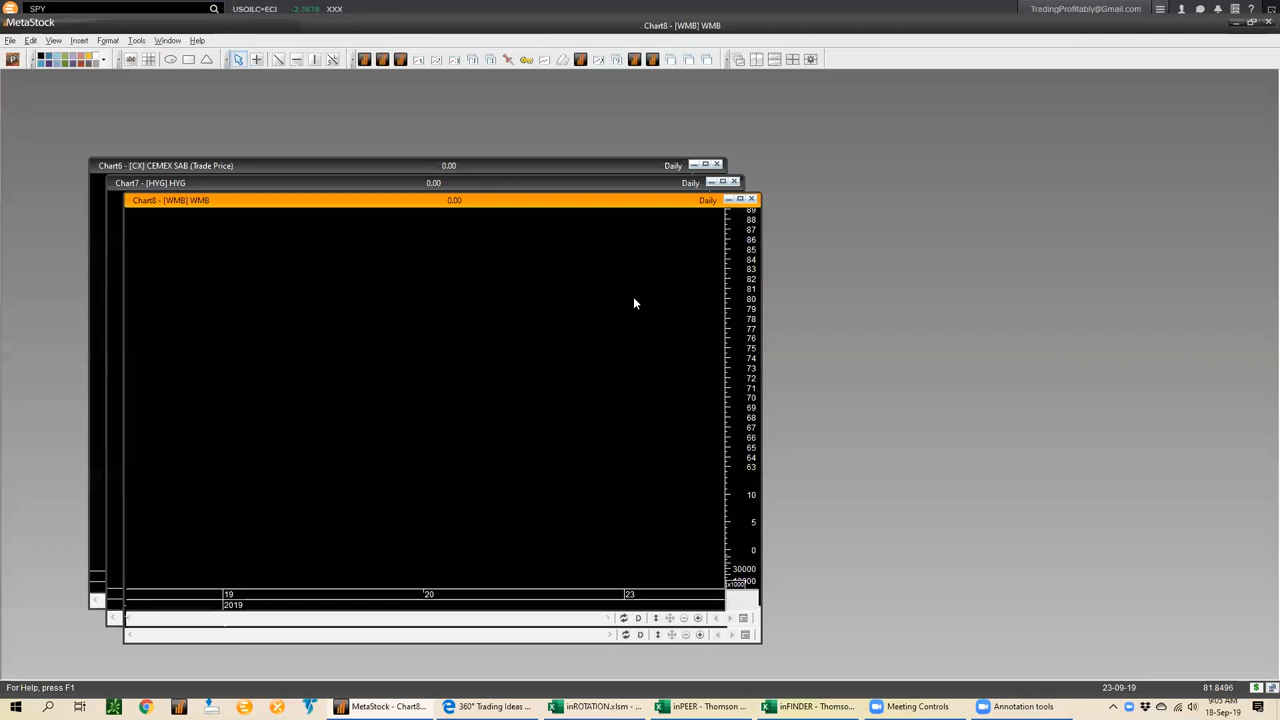 SPY
USOILC=ECI
-2.3878
XXX
TradingProfitably@Gmail.com
MetaStock
Chart8 - [WMB] WMB
File Edit View Insert Format Tools Window Help
P
abc
Chart6 - [CX] CEMEX SAB (Trade Price) 0.00 Daily
Chart7 - [HYG] HYG 0.00 Daily
Chart8 - [WMB] WMB 0.00 Daily
89
88
87
86
85
84
83
82
81
80
79
78
77
76
75
74
73
72
71
70
69
68
67
66
65
64
63
10
5
0
30000
x1000
19 20 23
2019
D
D
For Help, press F1
23-09-19 81.8496
MetaStock - Chart8...
360° Trading Ideas ...
inROTATION.xlsm - ...
inPEER - Thomson ...
inFINDER - Thomso...
Meeting Controls
Annotation tools
9:05 AM
18-Sep-19